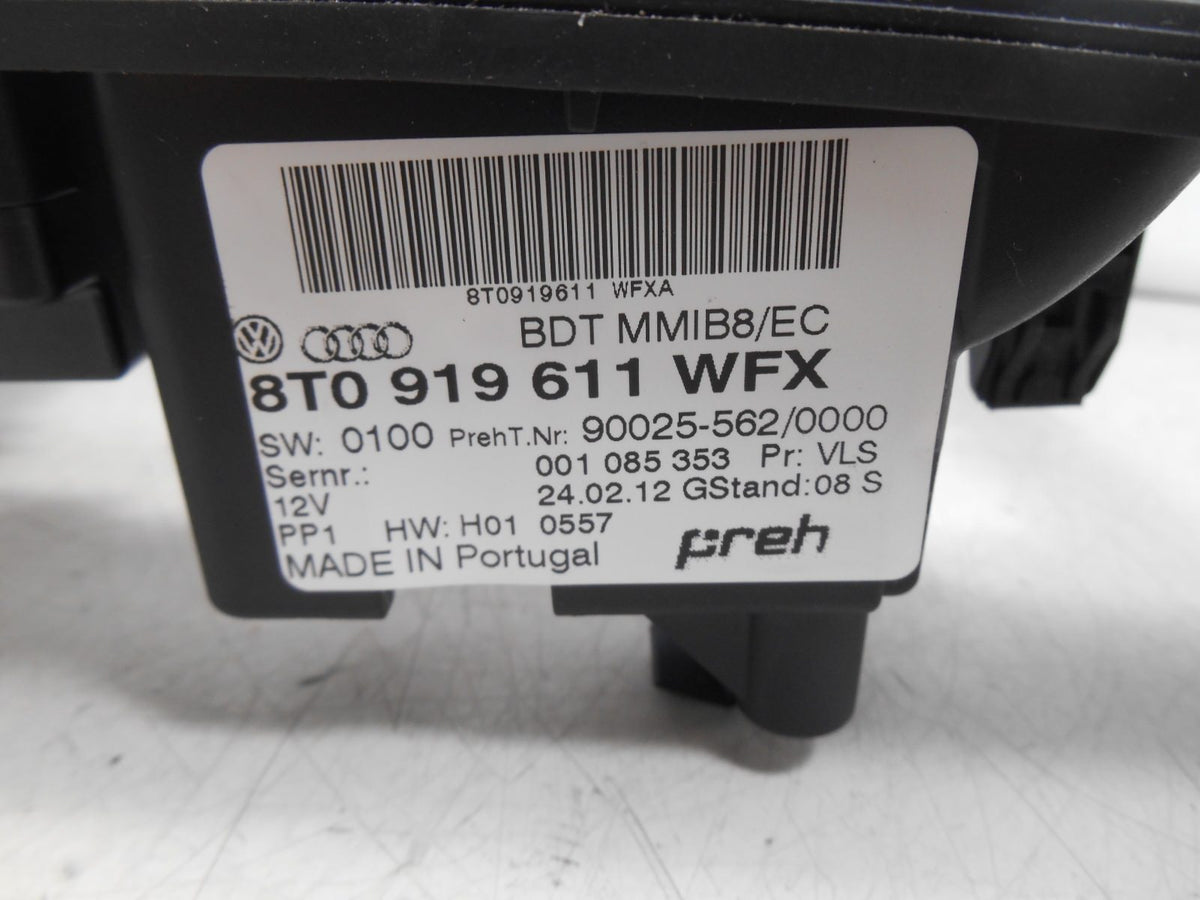 8T0919611 WFXA
BDT MMIB8/EC
8T0 919 611 WFX
SW: 0100 PrehT.Nr: 90025-562/0000
Sernr.: 001 085 353 Pr: VLS
12V 24.02.12 GStand:08 S
PP1 HW: H01 0557
MADE IN Portugal preh